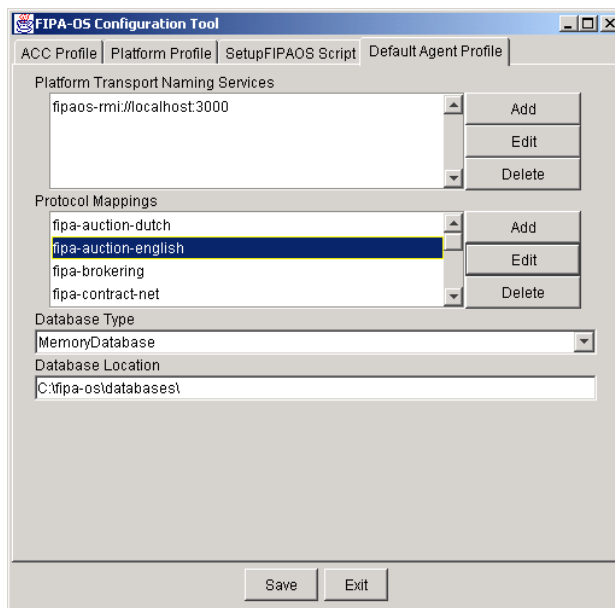 FIPA-OS Configuration Tool
ACC Profile Platform Profile SetupFIPAOS Script Default Agent Profile
Platform Transport Naming Services
fipaos-rmi://localhost:3000
Add
Edit
Delete
Protocol Mappings
fipa-auction-dutch
fipa-auction-english
fipa-brokering
fipa-contract-net
Add
Edit
Delete
Database Type
MemoryDatabase
Database Location
C:\fipa-os\databases\
Save Exit